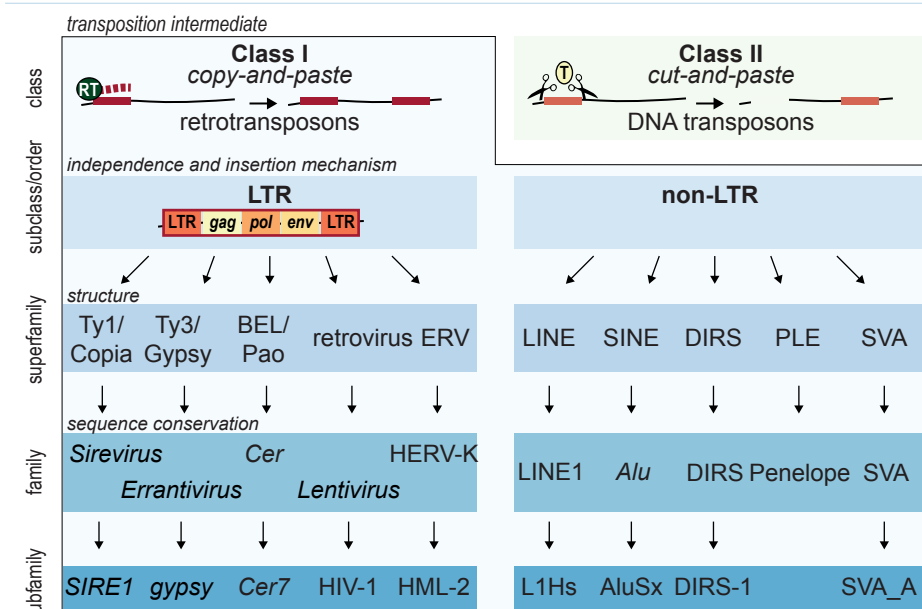 transposition intermediate
class
Class I
copy-and-paste
RT
retrotransposons
Class II
cut-and-paste
T
DNA transposons
subclass/order
independence and insertion mechanism
LTR
LTR gag pol env LTR
non-LTR
superfamily
structure
Ty1/ Ty3/ BEL/
Copia Gypsy Pao retrovirus ERV
LINE SINE DIRS PLE SVA
family
sequence conservation
Sirevirus Cer HERV-K
Errantivirus Lentivirus
LINE1 Alu DIRS Penelope SVA
SIRE1 gypsy Cer7 HIV-1 HML-2
L1Hs AluSx DIRS-1 SVA_A